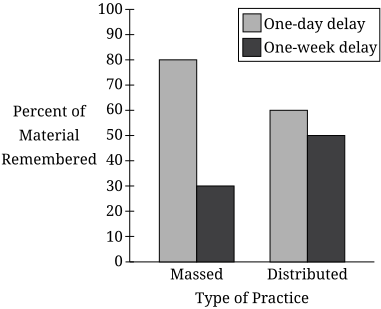 100
90
80
70
60
50
40
30
20
10
0
Percent of
Material
Remembered
One-day delay
One-week delay
Massed
Distributed
Type of Practice